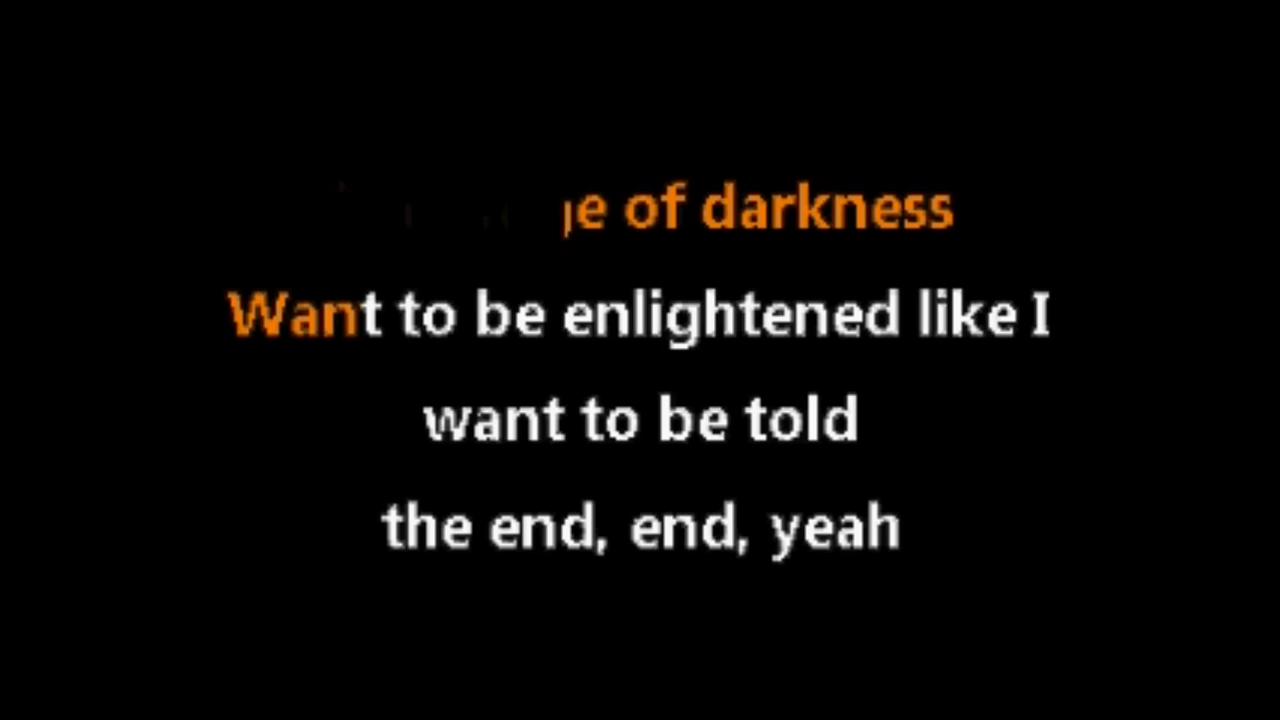 of darkness
Want to be enlightened like I
want to be told
the end, end, yeah